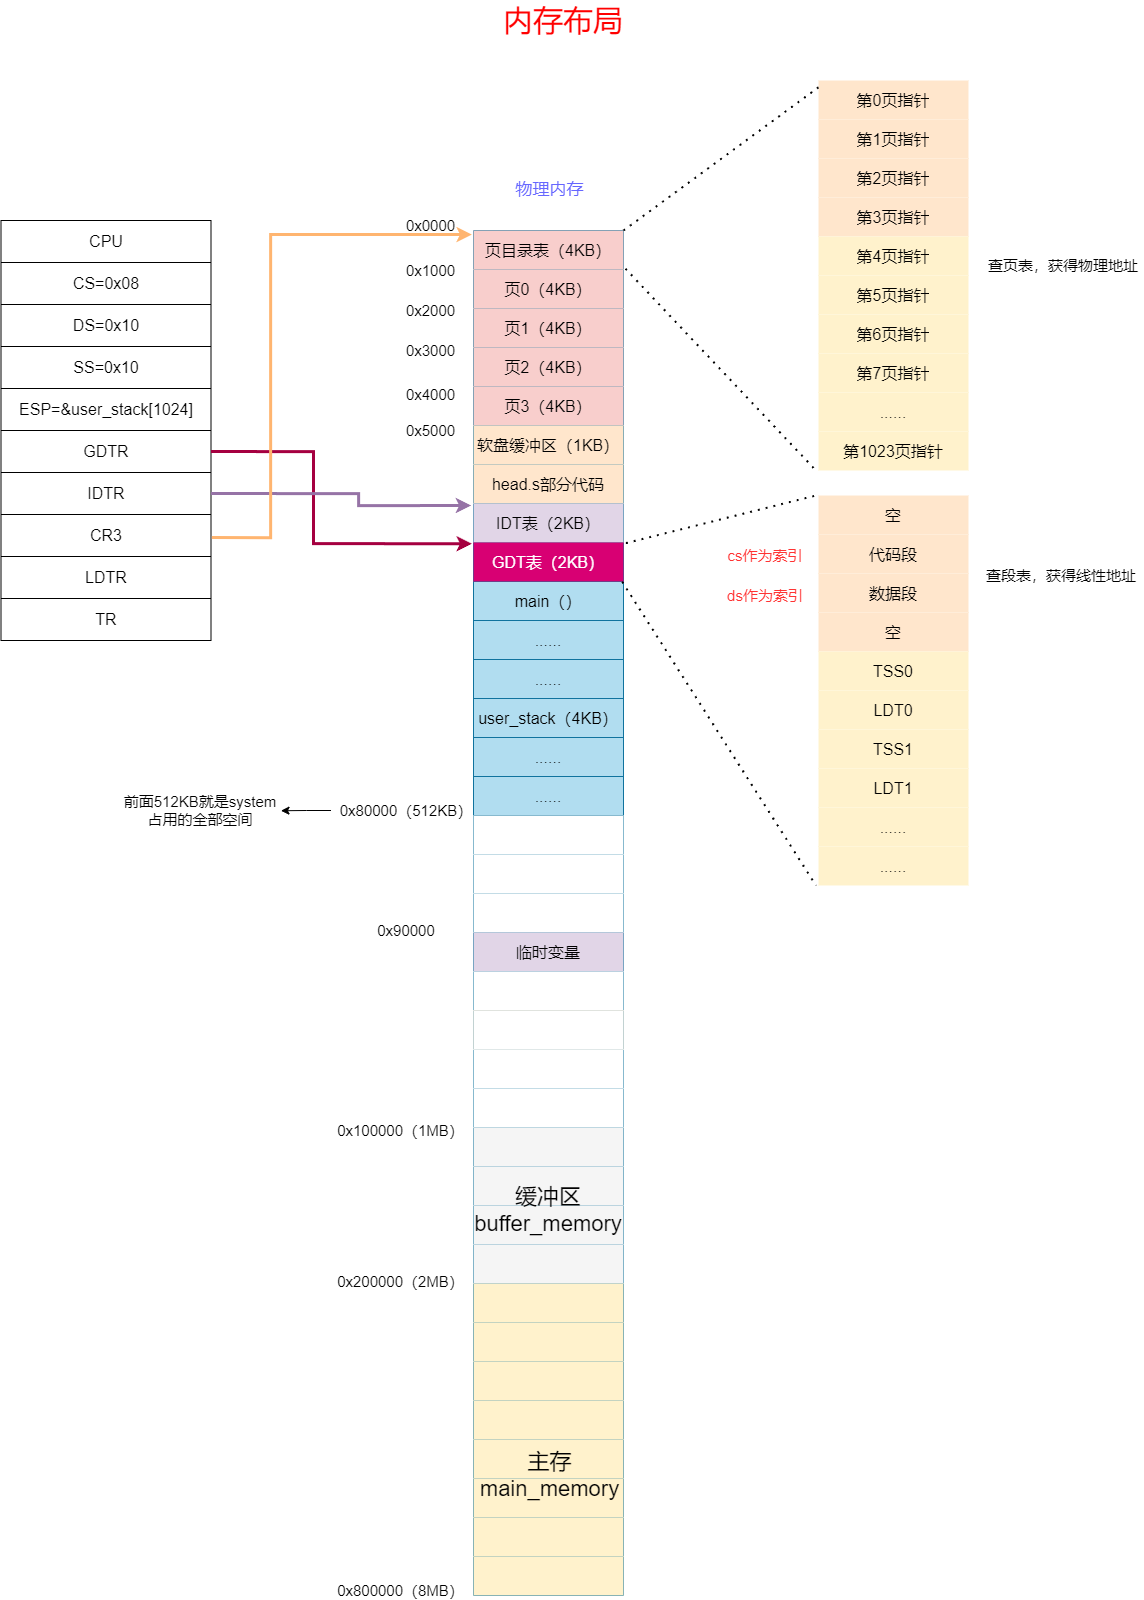 内存布局
物理内存
CPU
CS=0x08
DS=0x10
SS=0x10
ESP=&user_stack[1024]
GDTR
IDTR
CR3
LDTR
TR
0x0000
0x1000
0x2000
0x3000
0x4000
0x5000
页目录表（4KB）
页0（4KB）
页1（4KB）
页2（4KB）
页3（4KB）
软盘缓冲区（1KB）
head.s部分代码
IDT表（2KB）
GDT表（2KB）
main（）
......
......
user_stack（4KB）
......
......
前面512KB就是system
占用的全部空间
0x80000（512KB）
0x90000
临时变量
0x100000（1MB）
缓冲区
buffer_memory
0x200000（2MB）
主存
main_memory
0x800000（8MB）
第0页指针
第1页指针
第2页指针
第3页指针
第4页指针
第5页指针
第6页指针
第7页指针
......
第1023页指针
查页表，获得物理地址
空
代码段
数据段
空
TSS0
LDT0
TSS1
LDT1
......
......
cs作为索引
ds作为索引
查段表，获得线性地址